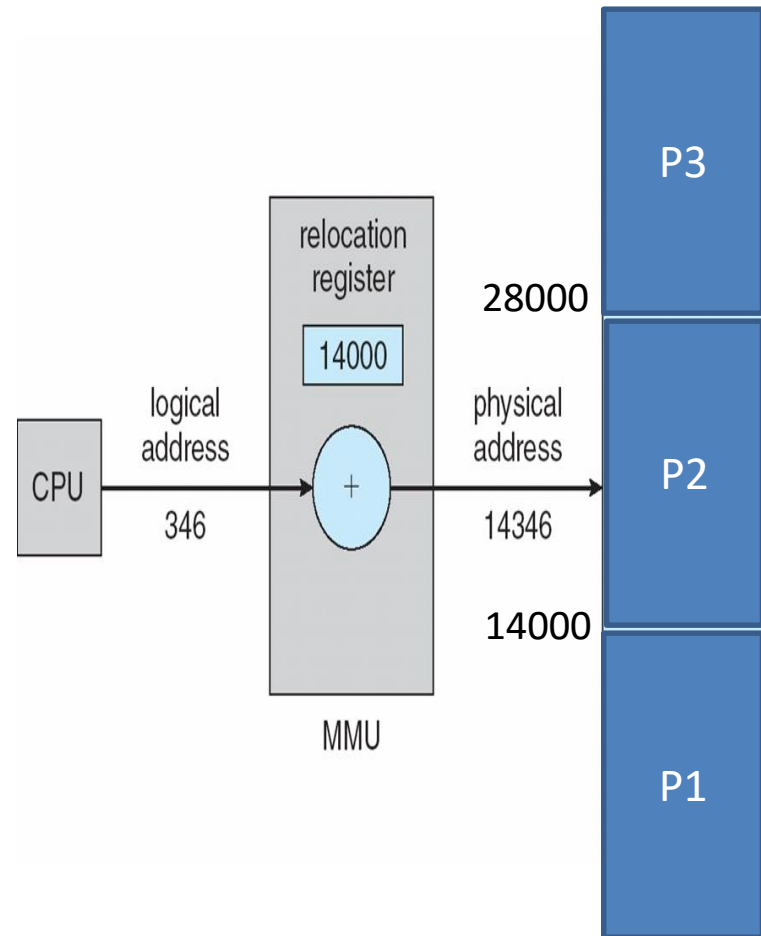 P3
relocation
register
28000
14000
logical
address
physical
address
CPU
+
P2
346
14346
14000
MMU
P1